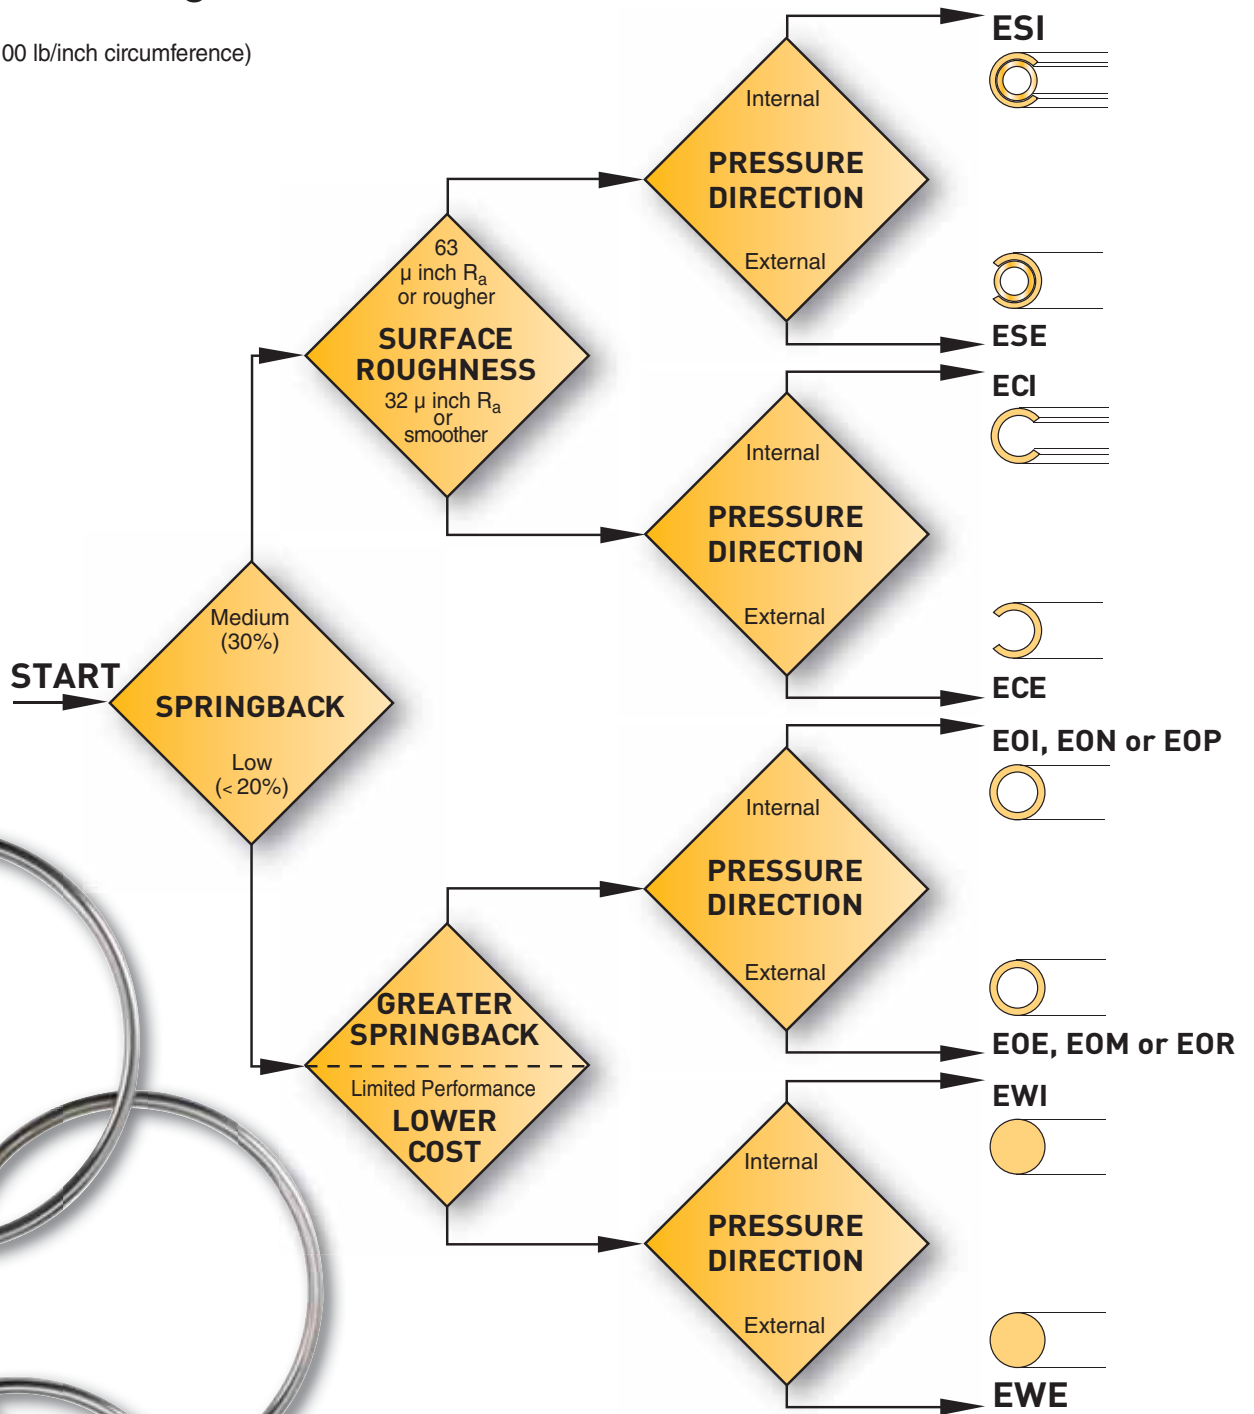 00 lb/inch circumference)
ESI
Internal
PRESSURE
DIRECTION
External
ESE
63
µ inch Ra
or rougher
SURFACE
ROUGHNESS
32 µ inch Ra
or
smoother
ECI
Internal
PRESSURE
DIRECTION
External
ECE
START
Medium
(30%)
SPRINGBACK
Low
(< 20%)
EOI, EON or EOP
Internal
PRESSURE
DIRECTION
External
EOE, EOM or EOR
GREATER
SPRINGBACK
Limited Performance
LOWER
COST
EWI
Internal
PRESSURE
DIRECTION
External
EWE